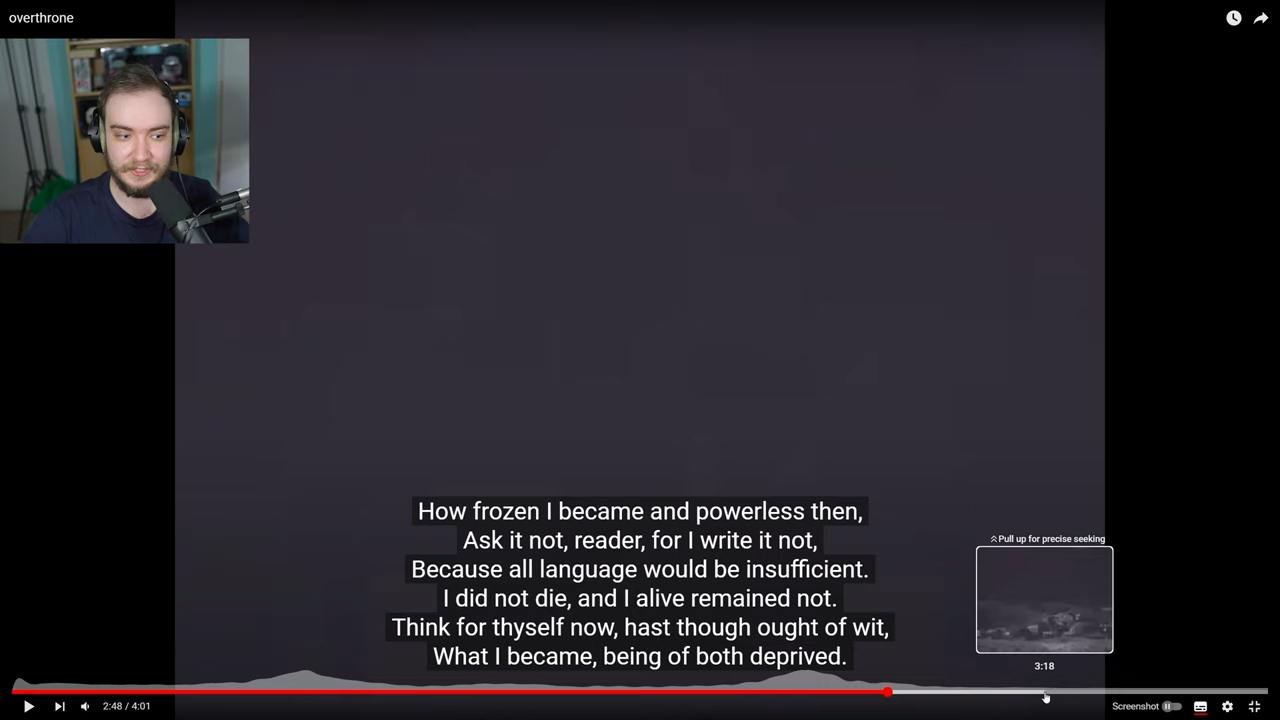 overthrone
How frozen I became and powerless then,
Ask it not, reader, for I write it not,
Because all language would be insufficient.
I did not die, and I alive remained not.
Think for thyself now, hast though ought of wit,
What I became, being of both deprived.
Pull up for precise seeking
3:18
2:48 / 4:01
Screenshot